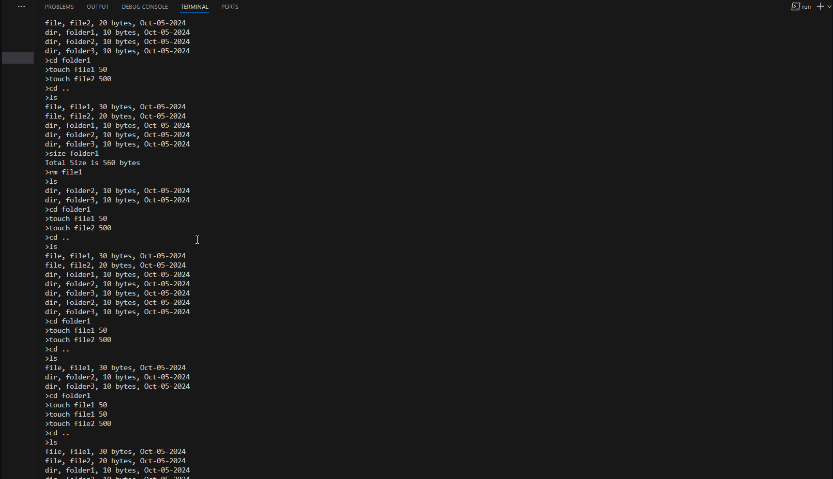 PROBLEMS OUTPUT DEBUG CONSOLE TERMINAL PORTS run
file, file2, 20 bytes, Oct-05-2024
dir, folder1, 10 bytes, Oct-05-2024
dir, folder2, 10 bytes, Oct-05-2024
dir, folder3, 10 bytes, Oct-05-2024
>cd folder1
>touch file1 50
>touch file2 500
>cd ..
>ls
file, file1, 30 bytes, Oct-05-2024
file, file2, 20 bytes, Oct-05-2024
dir, folder1, 10 bytes, Oct-05-2024
dir, folder2, 10 bytes, Oct-05-2024
dir, folder3, 10 bytes, Oct-05-2024
>size folder1
Total Size is 560 bytes
>rm file1
>ls
dir, folder2, 10 bytes, Oct-05-2024
dir, folder3, 10 bytes, Oct-05-2024
>cd folder1
>touch file1 50
>touch file2 500
>cd ..
>ls
file, file1, 30 bytes, Oct-05-2024
file, file2, 20 bytes, Oct-05-2024
dir, folder1, 10 bytes, Oct-05-2024
dir, folder2, 10 bytes, Oct-05-2024
dir, folder3, 10 bytes, Oct-05-2024
dir, folder2, 10 bytes, Oct-05-2024
dir, folder3, 10 bytes, Oct-05-2024
>cd folder1
>touch file1 50
>touch file2 500
>cd ..
>ls
file, file1, 30 bytes, Oct-05-2024
dir, folder2, 10 bytes, Oct-05-2024
dir, folder3, 10 bytes, Oct-05-2024
>cd folder1
>touch file1 50
>touch file1 50
>touch file2 500
>cd ..
>ls
file, file1, 30 bytes, Oct-05-2024
file, file2, 20 bytes, Oct-05-2024
dir, folder1, 10 bytes, Oct-05-2024